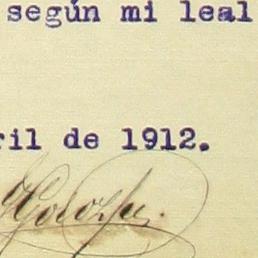 según mi leal
ril de 1912.